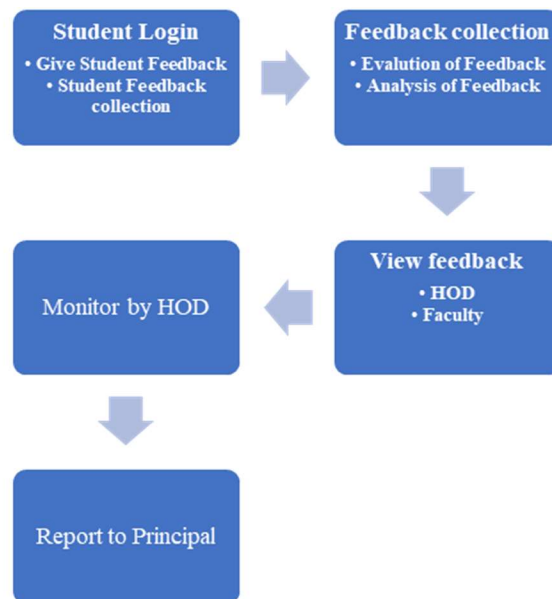 Student Login
• Give Student Feedback
• Student Feedback
collection
Feedback collection
• Evalution of Feedback
• Analysis of Feedback
View feedback
• HOD
• Faculty
Monitor by HOD
Report to Principal